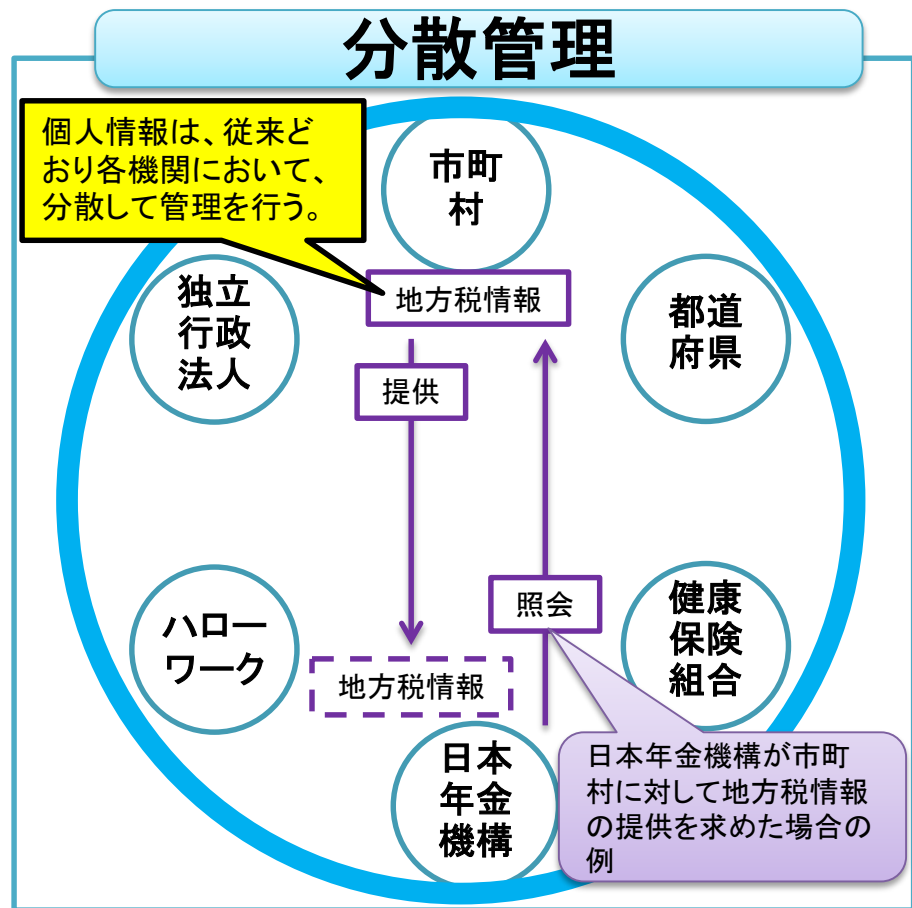 分散管理
個人情報は、従来ど
おり各機関において、
分散して管理を行う。
市町
村
地方税情報
独立
行政
法人
都道
府県
提供
照会
ハロー
ワーク
健康
保険
組合
地方税情報
日本
年金
機構
日本年金機構が市町
村に対して地方税情報
の提供を求めた場合の
例